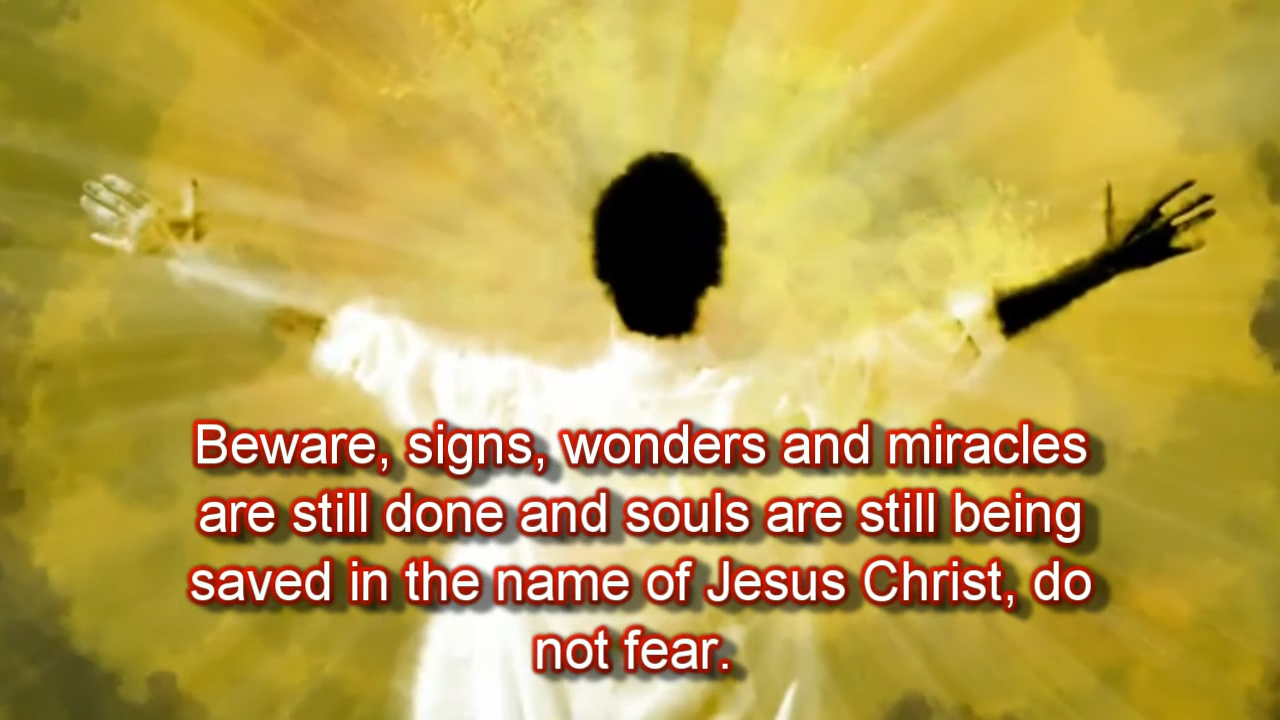 Beware, signs, wonders and miracles
are still done and souls are still being
saved in the name of Jesus Christ, do
not fear.